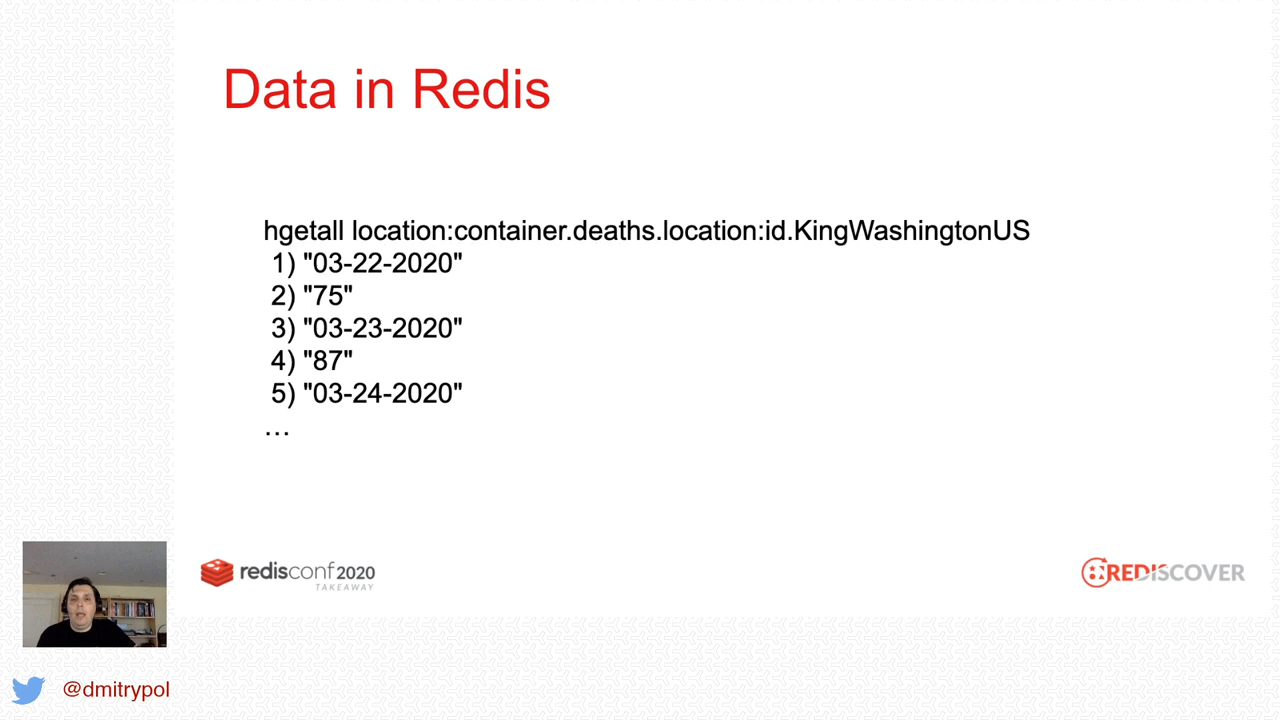 Data in Redis
hgetall location:container.deaths.location:id.KingWashingtonUS
1) "03-22-2020"
2) "75"
3) "03-23-2020"
4) "87"
5) "03-24-2020"
…
redisconf2020
TAKEAWAY
REDISCOVER
@dmitrypol